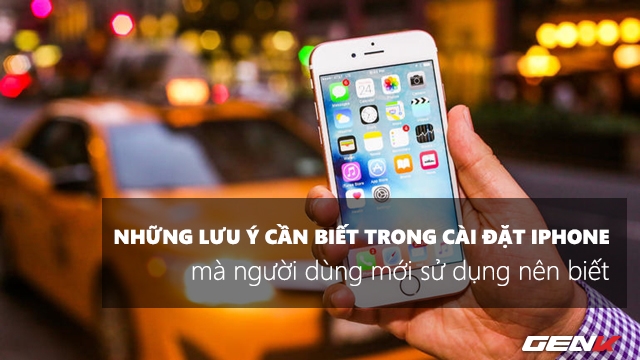 NHỮNG LƯU Ý CẦN BIẾT TRONG CÀI ĐẶT IPHONE
mà người dùng mới sử dụng nên biết
GENK